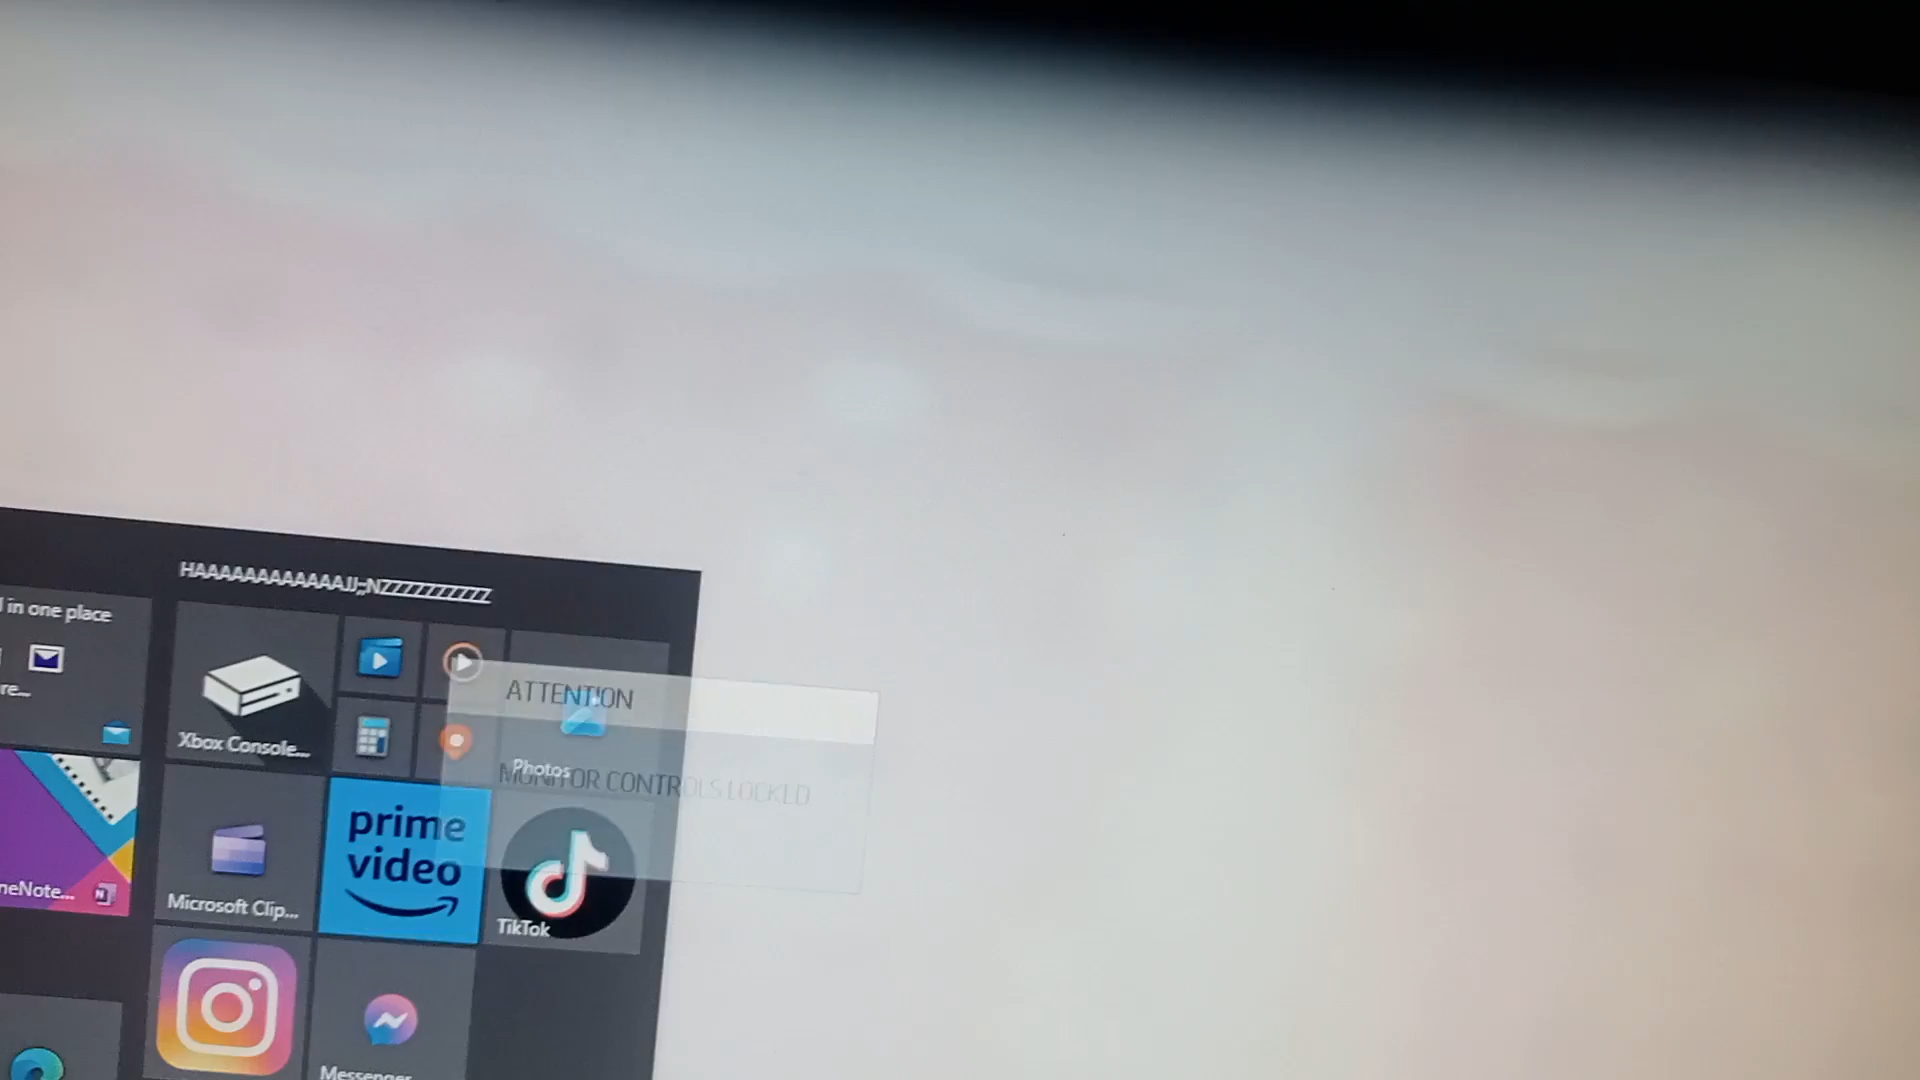 HAAAAAAAAAAAAJJ;;NZZZZZZZZZZ
l in one place
re...
ATTENTION
Xbox Console...
Photos
MONITOR CONTROLS LOCKED
prime
video
neNote...
Microsoft Clip...
TikTok
Messenger